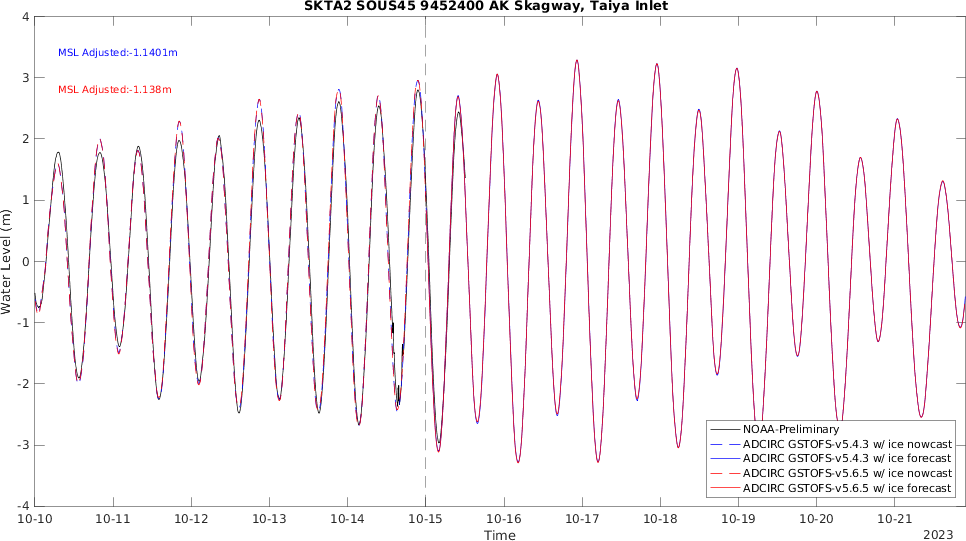 SKTA2 SOUS45 9452400 AK Skagway, Taiya Inlet
4
MSL Adjusted:-1.1401m
3
MSL Adjusted:-1.138m
2
1
0
-1
-2
-3
-4
Water Level (m)
NOAA-Preliminary
ADCIRC GSTOFS-v5.4.3 w/ ice nowcast
ADCIRC GSTOFS-v5.4.3 w/ ice forecast
ADCIRC GSTOFS-v5.6.5 w/ ice nowcast
ADCIRC GSTOFS-v5.6.5 w/ ice forecast
10-10 10-11 10-12 10-13 10-14 10-15 10-16 10-17 10-18 10-19 10-20 10-21
Time
2023